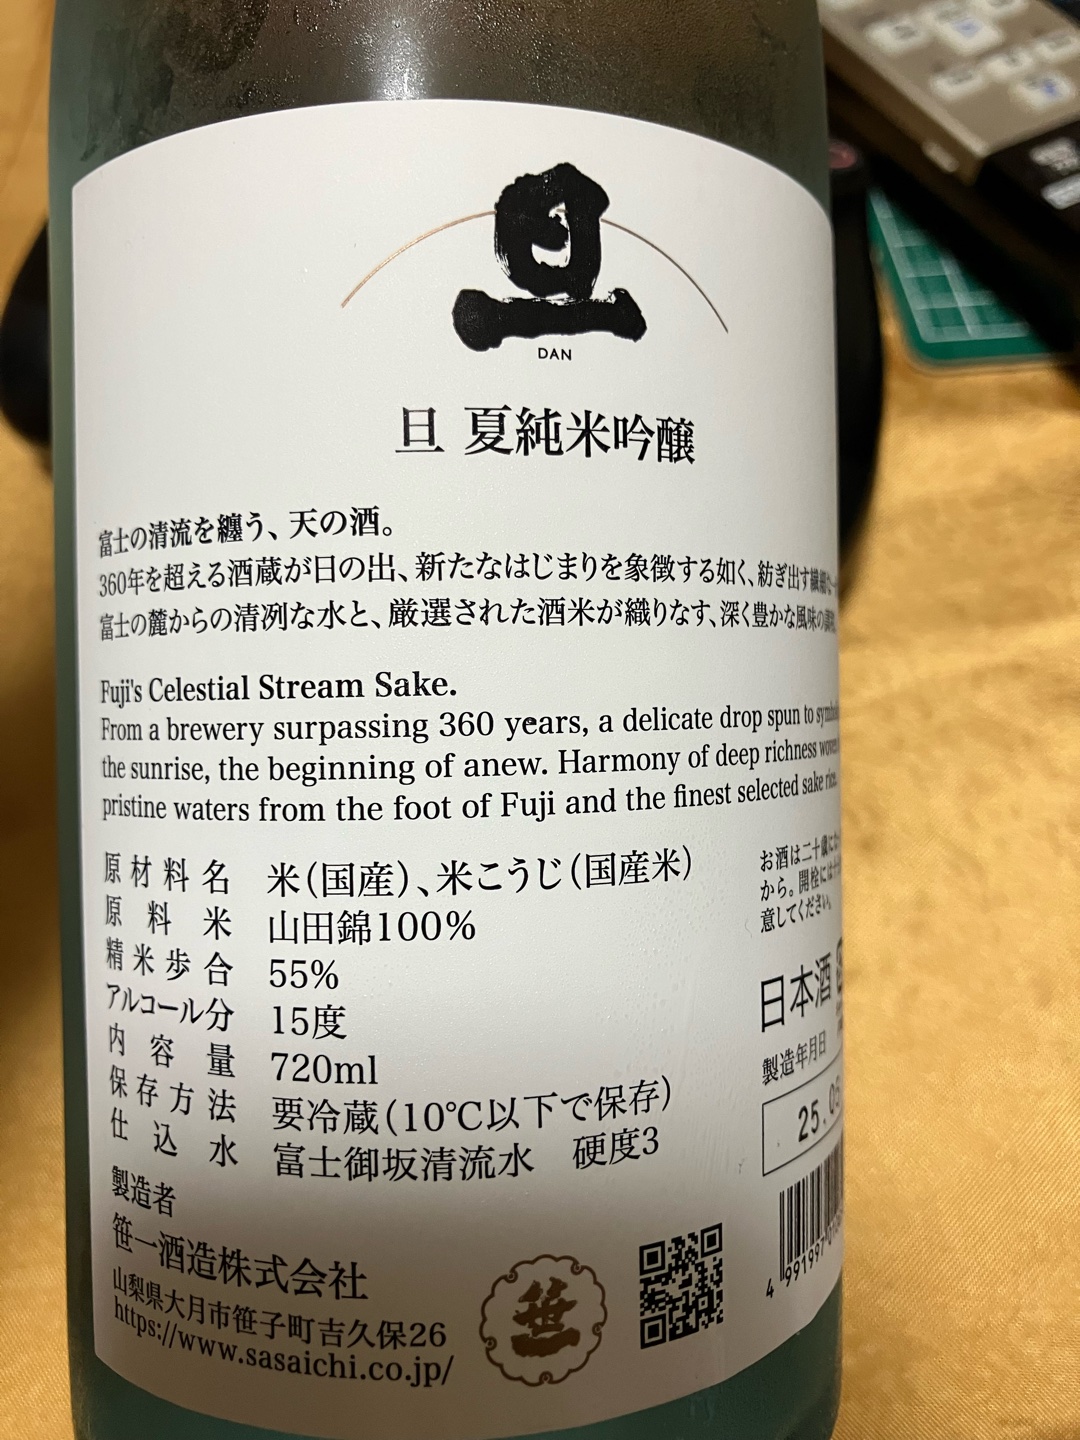 旦
DAN
旦 夏純米吟醸
富士の清流を纏う、天の酒。
360年を超える酒蔵が日の出、新たなはじまりを象徴する如く、紡ぎ出す繊細な一
富士の麓からの清冽な水と、厳選された酒米が織りなす、深く豊かな風味の
Fuji's Celestial Stream Sake.
From a brewery surpassing 360 years, a delicate drop spun to
the sunrise, the beginning of anew. Harmony of deep richness
pristine waters from the foot of Fuji and the finest selected sake rice.
原材料名 米(国産)、米こうじ(国産米)
原料米 山田錦100%
精米歩合 55%
アルコール分 15度
内容量 720ml
保存方法 要冷蔵(10℃以下で保存)
仕込水 富士御坂清流水 硬度3
製造者
笹一酒造株式会社
山梨県大月市笹子町吉久保26
https://www.sasaichi.co.jp/
笹一
お酒は二十歳に
から。開栓には
意してください。
日本酒
製造年月日
25.06
4 991997